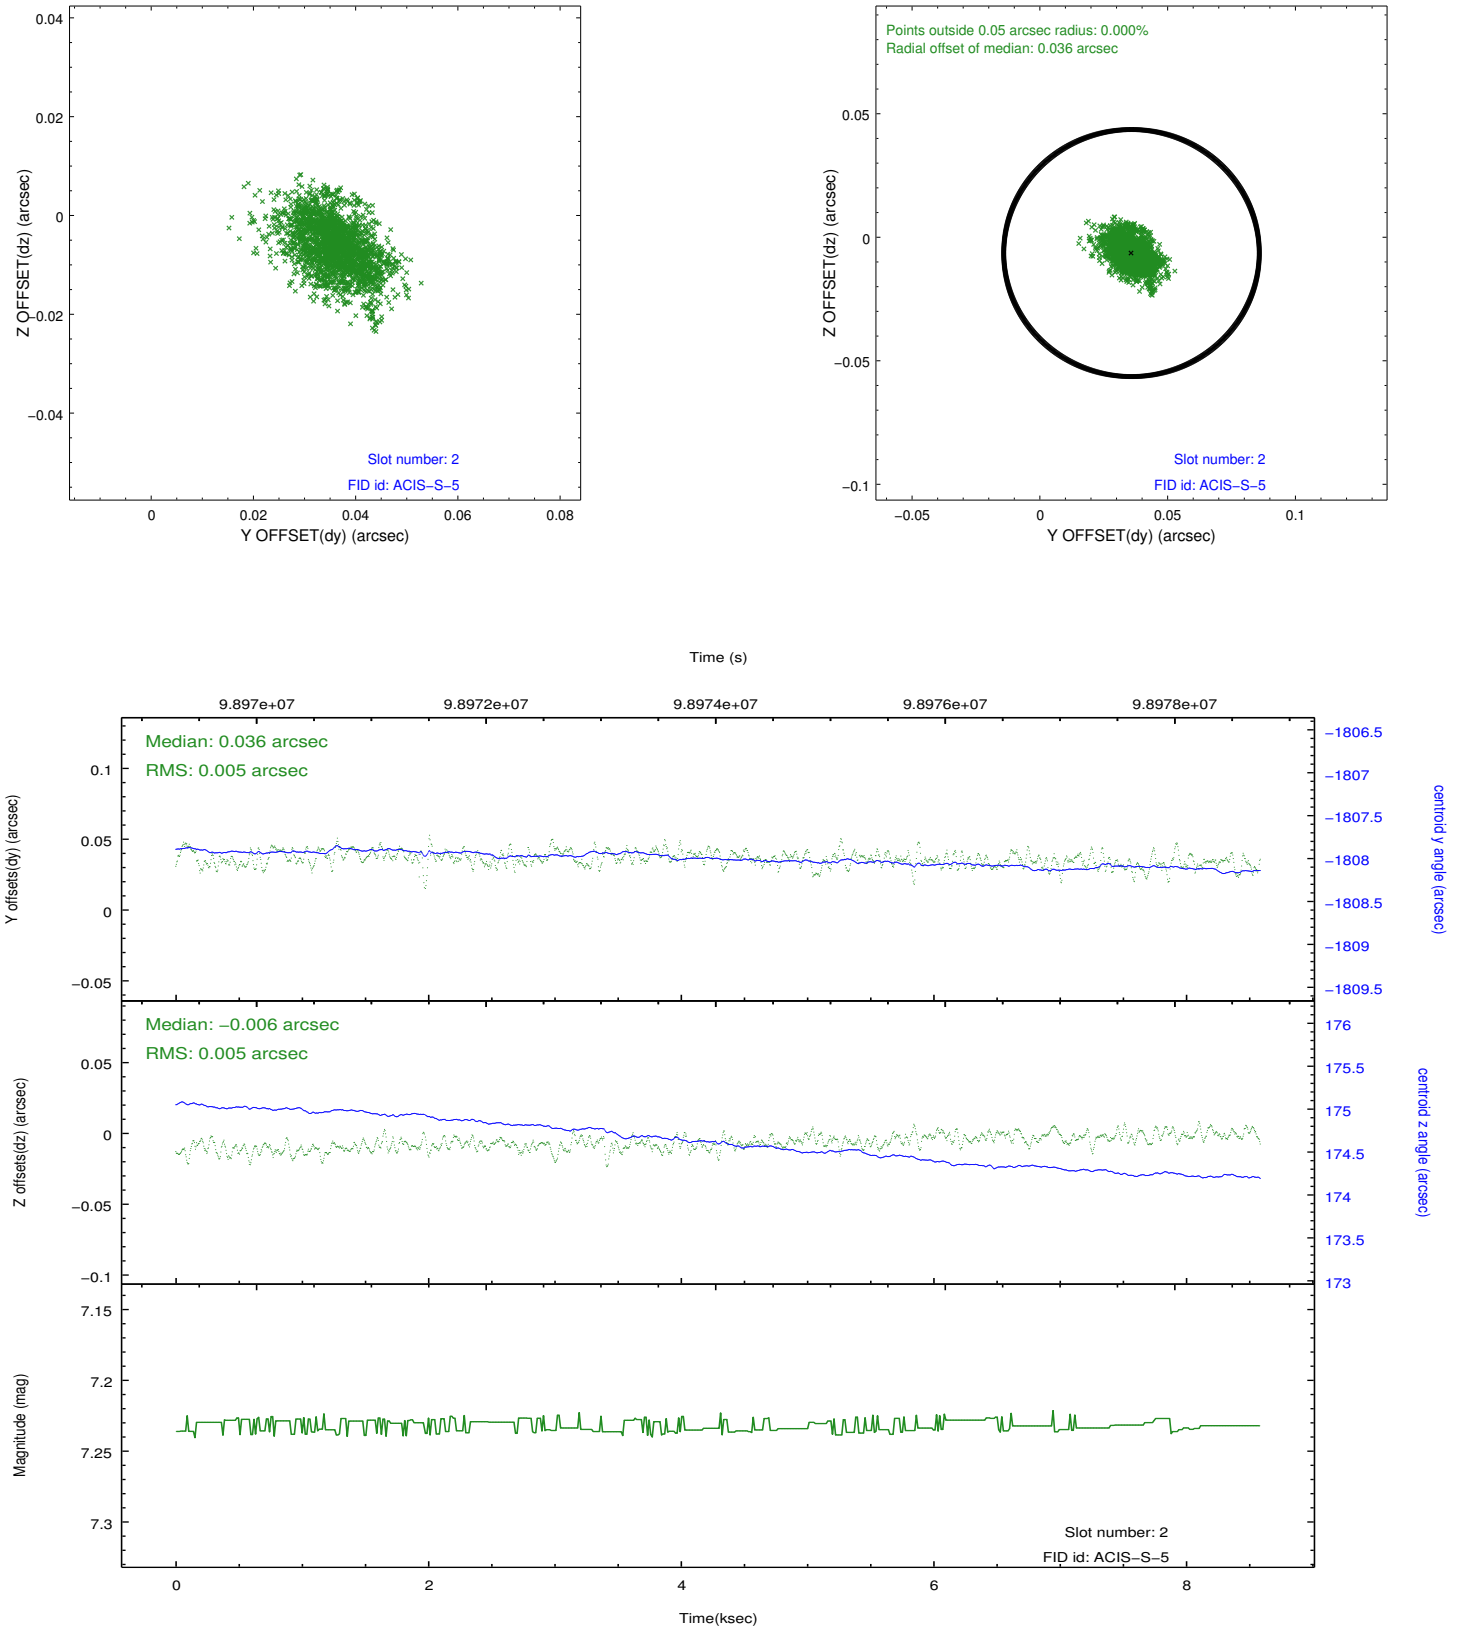 0.04
0.02
0
−0.02
−0.04
Z OFFSET(dz) (arcsec)
Slot number: 2
FID id: ACIS−S−5
0
0.02
0.04
0.06
0.08
Y OFFSET(dy) (arcsec)
Points outside 0.05 arcsec radius: 0.000%
Radial offset of median: 0.036 arcsec
0.05
0
−0.05
−0.1
Z OFFSET(dz) (arcsec)
Slot number: 2
FID id: ACIS−S−5
−0.05
0
0.05
0.1
Y OFFSET(dy) (arcsec)
Time (s)
9.897e+07
9.8972e+07
9.8974e+07
9.8976e+07
9.8978e+07
Median: 0.036 arcsec
RMS: 0.005 arcsec
0.1
0.05
0
−0.05
Y offsets(dy) (arcsec)
−1806.5
−1807
−1807.5
−1808
−1808.5
−1809
−1809.5
centroid y angle (arcsec)
Median: −0.006 arcsec
RMS: 0.005 arcsec
0.05
0
−0.05
−0.1
Z offsets(dz) (arcsec)
176
175.5
175
174.5
174
173.5
173
centroid z angle (arcsec)
7.15
7.2
7.25
7.3
Magnitude (mag)
Slot number: 2
FID id: ACIS−S−5
0
2
4
6
8
Time(ksec)